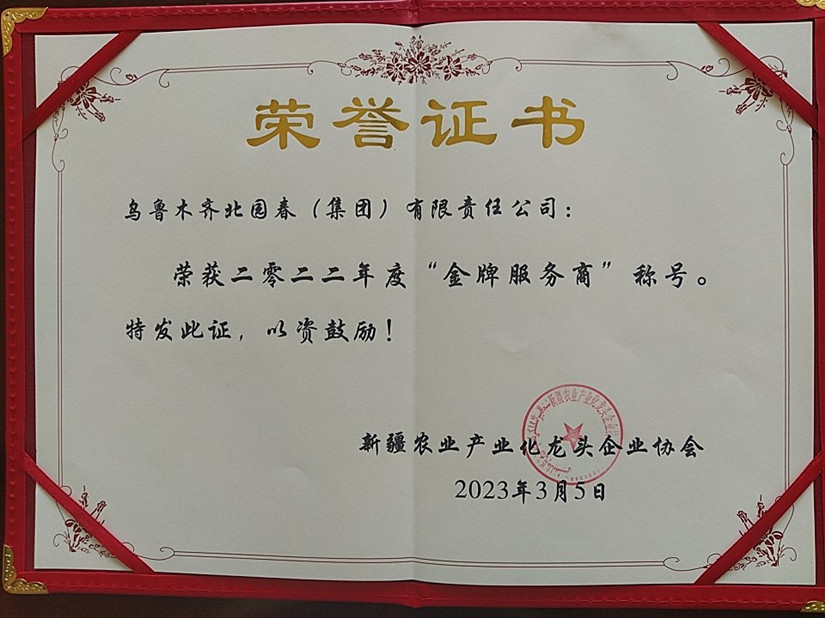 荣誉证书
乌鲁木齐北园春（集团）有限责任公司：
荣获二零二二年度“金牌服务商”称号。
特发此证，以资鼓励！
新疆农业产业化龙头企业协会
2023年3月5日